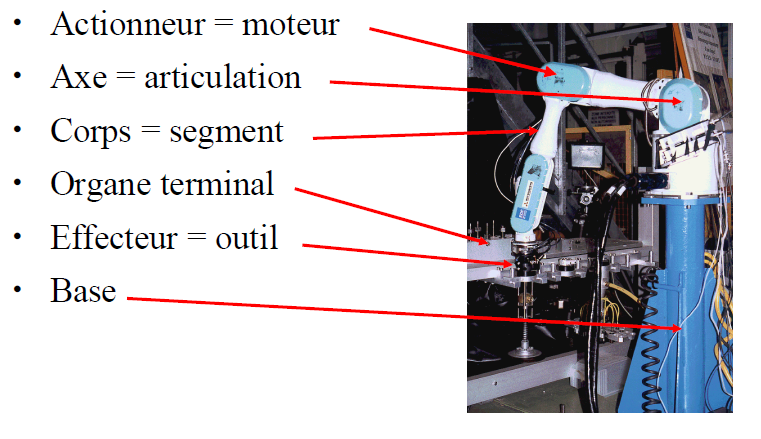 • Actionneur = moteur
• Axe = articulation
• Corps = segment
• Organe terminal
• Effecteur = outil
• Base